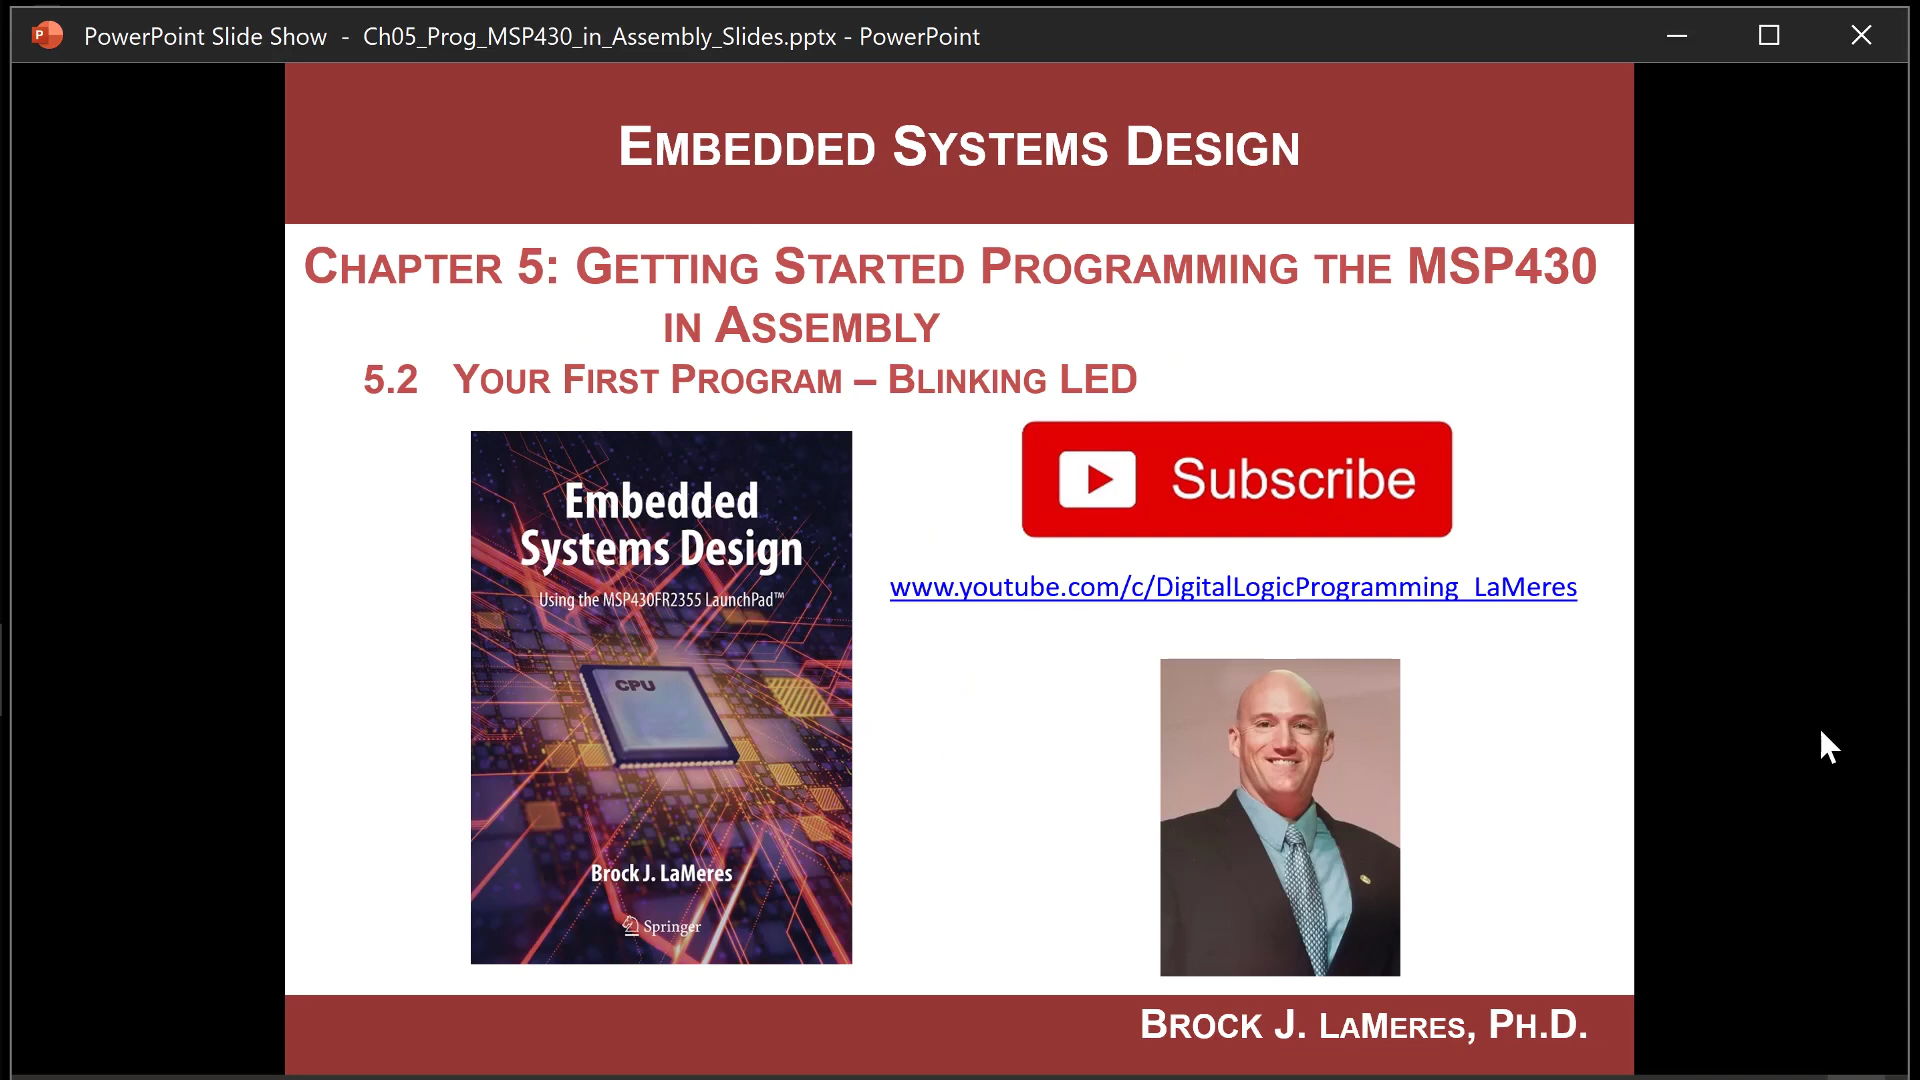 PowerPoint Slide Show - Ch05_Prog_MSP430_in_Assembly_Slides.pptx - PowerPoint
EMBEDDED SYSTEMS DESIGN
CHAPTER 5: GETTING STARTED PROGRAMMING THE MSP430
IN ASSEMBLY
5.2 YOUR FIRST PROGRAM – BLINKING LED
Embedded
Systems Design
Using the MSP430FR2355 LaunchPad™
CPU
Brock J. LaMeres
Springer
Subscribe
www.youtube.com/c/DigitalLogicProgramming_LaMeres
BROCK J. LAMERES, PH.D.